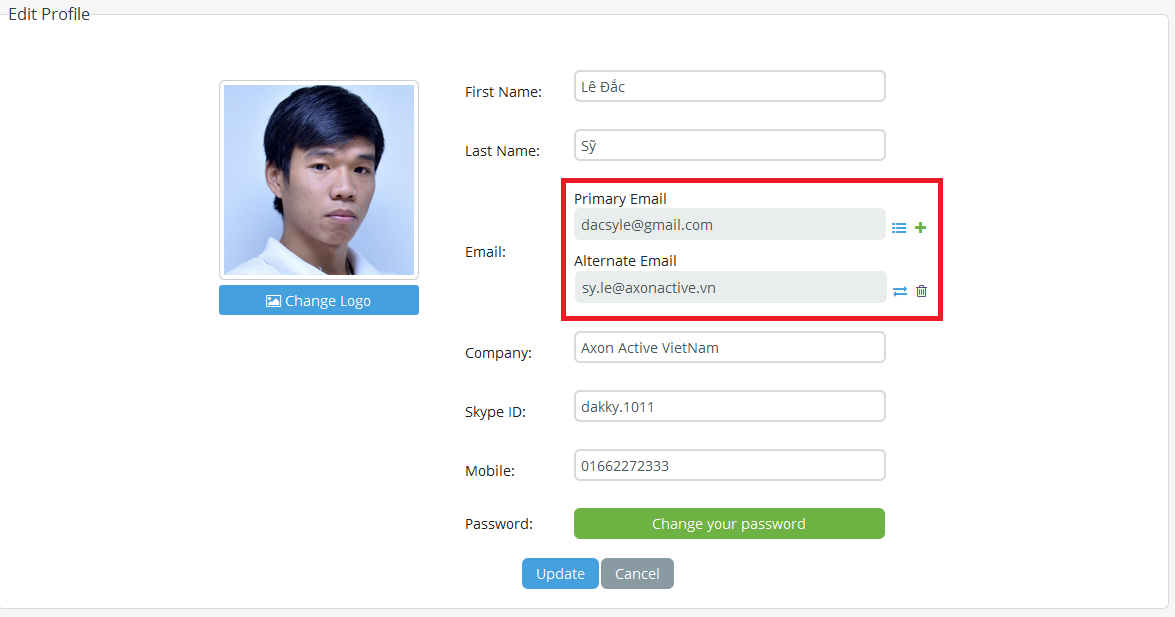 Edit Profile
First Name:
Lê Đắc
Last Name:
Sỹ
Email:
Primary Email
dacsyle@gmail.com
Alternate Email
sy.le@axonactive.vn
Company:
Axon Active VietNam
Skype ID:
dakky.1011
Mobile:
01662272333
Password:
Change your password
Change Logo
Update
Cancel